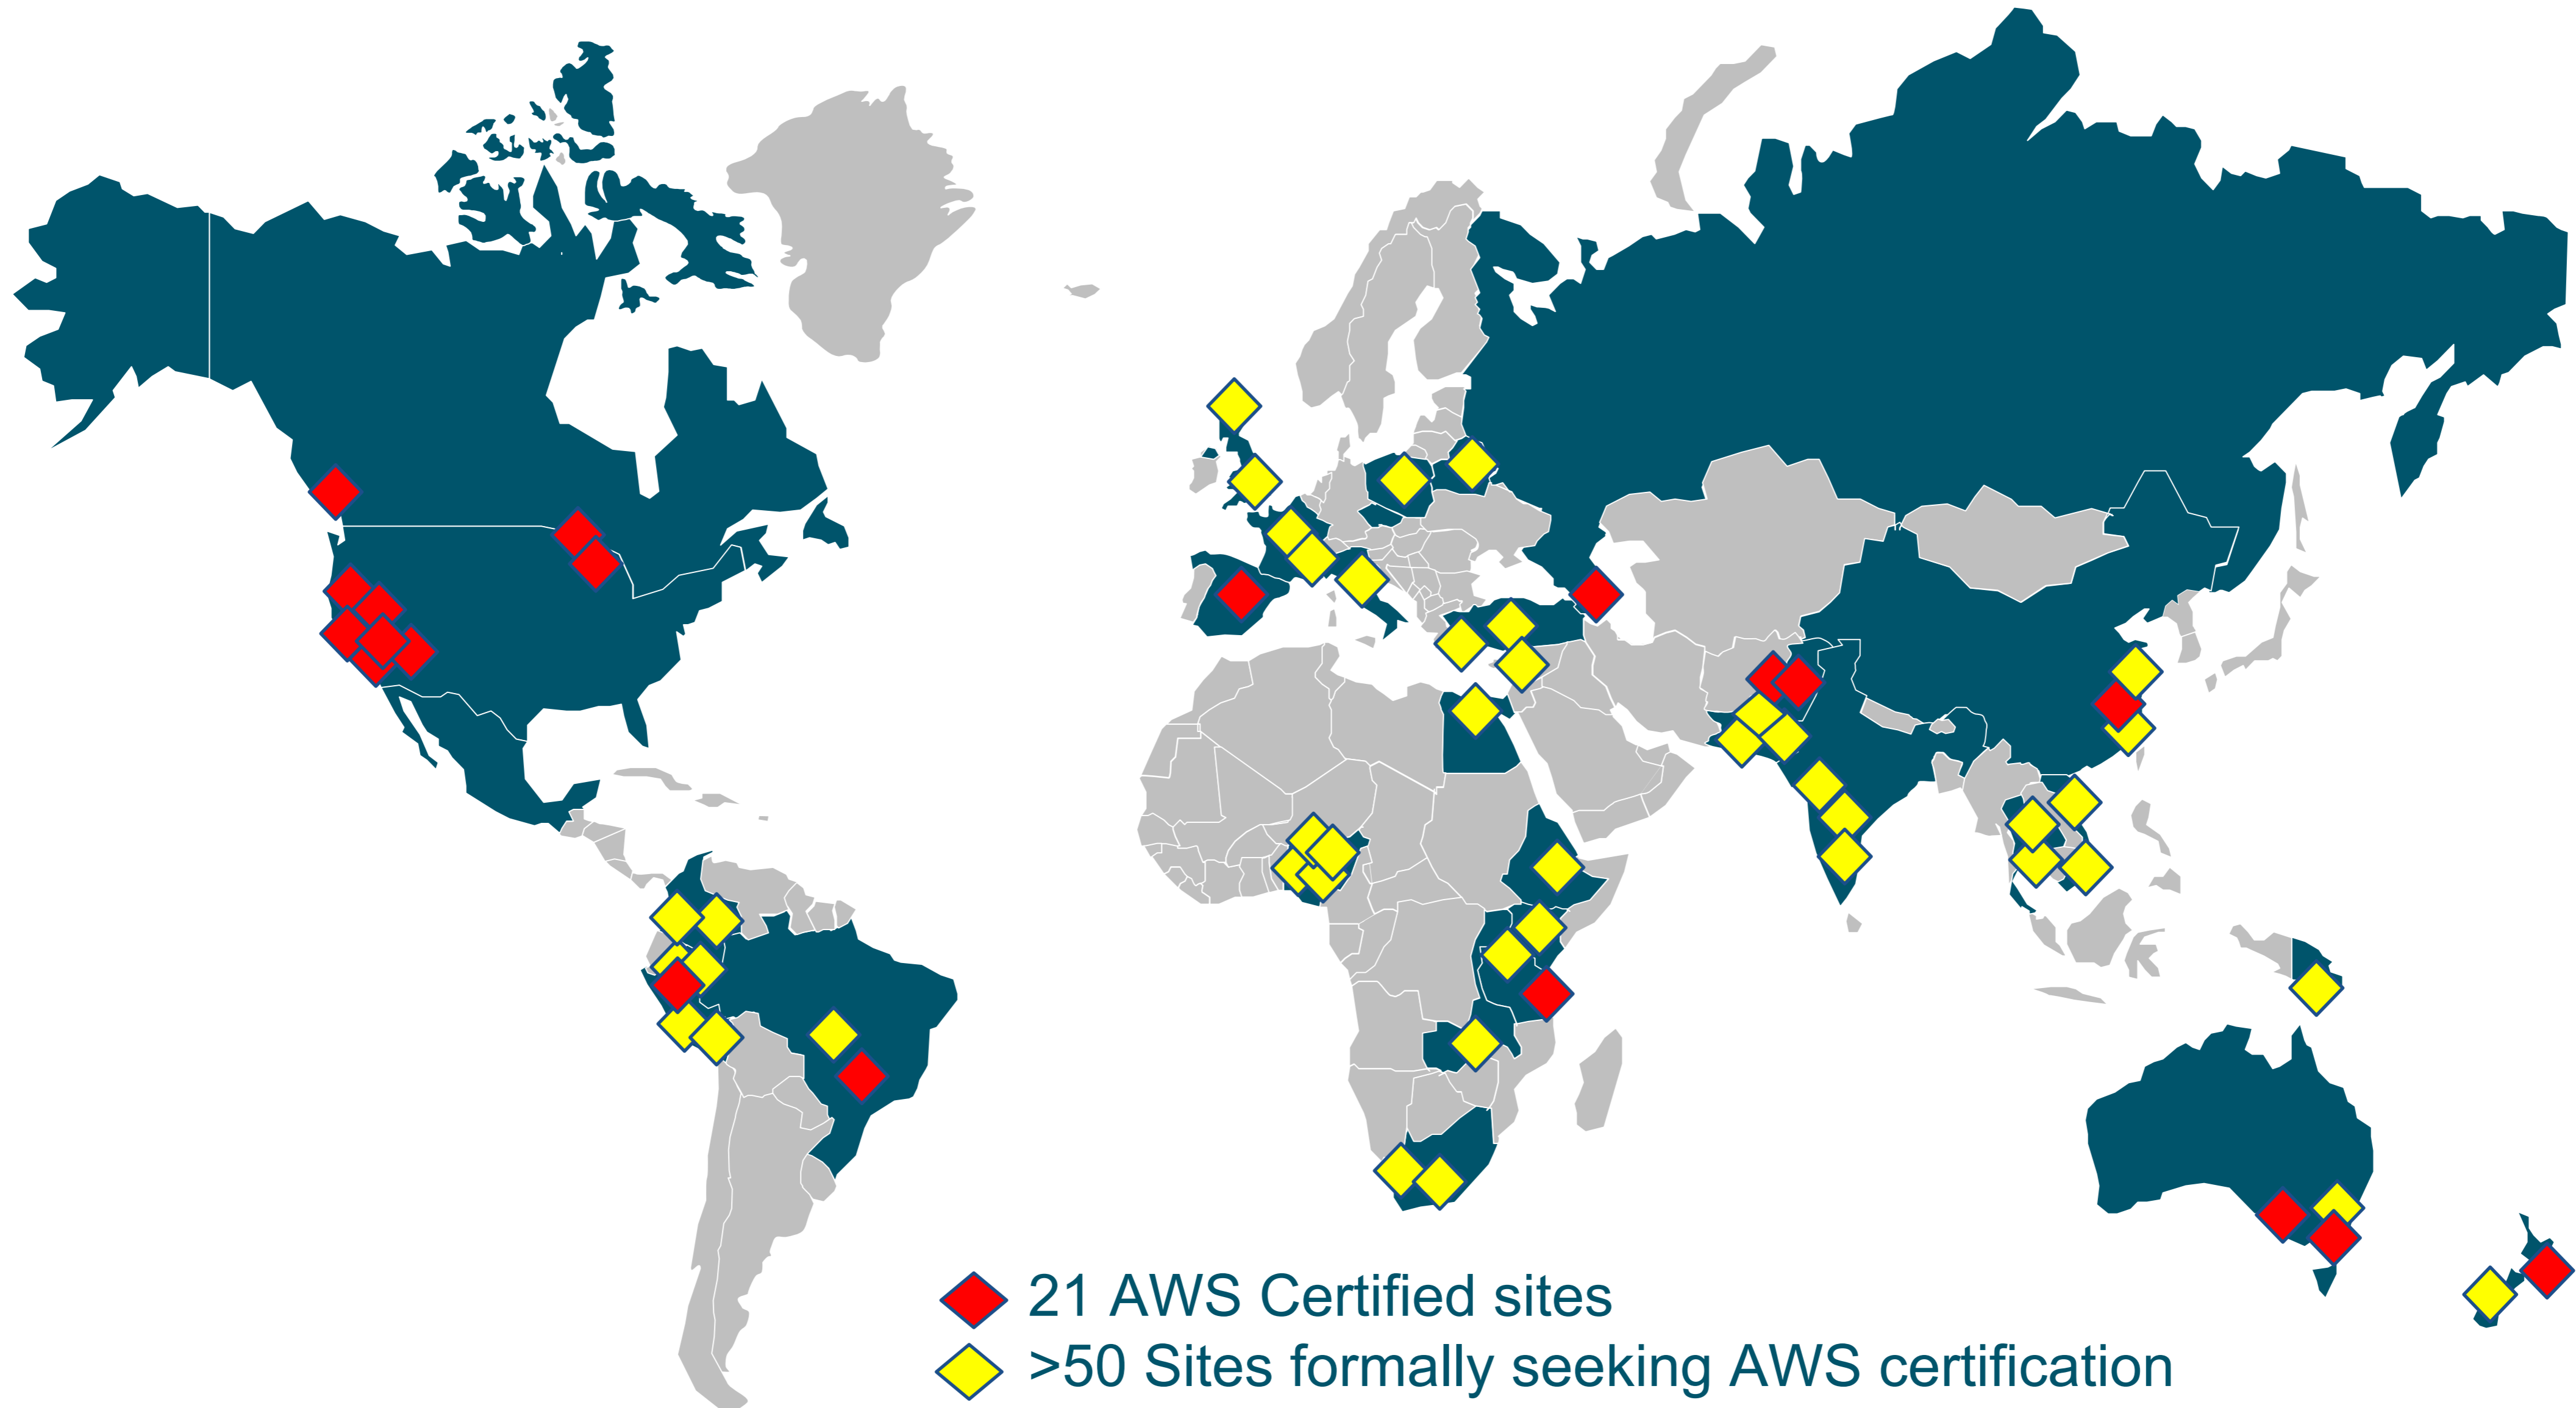 21 AWS Certified sites
>50 Sites formally seeking AWS certification